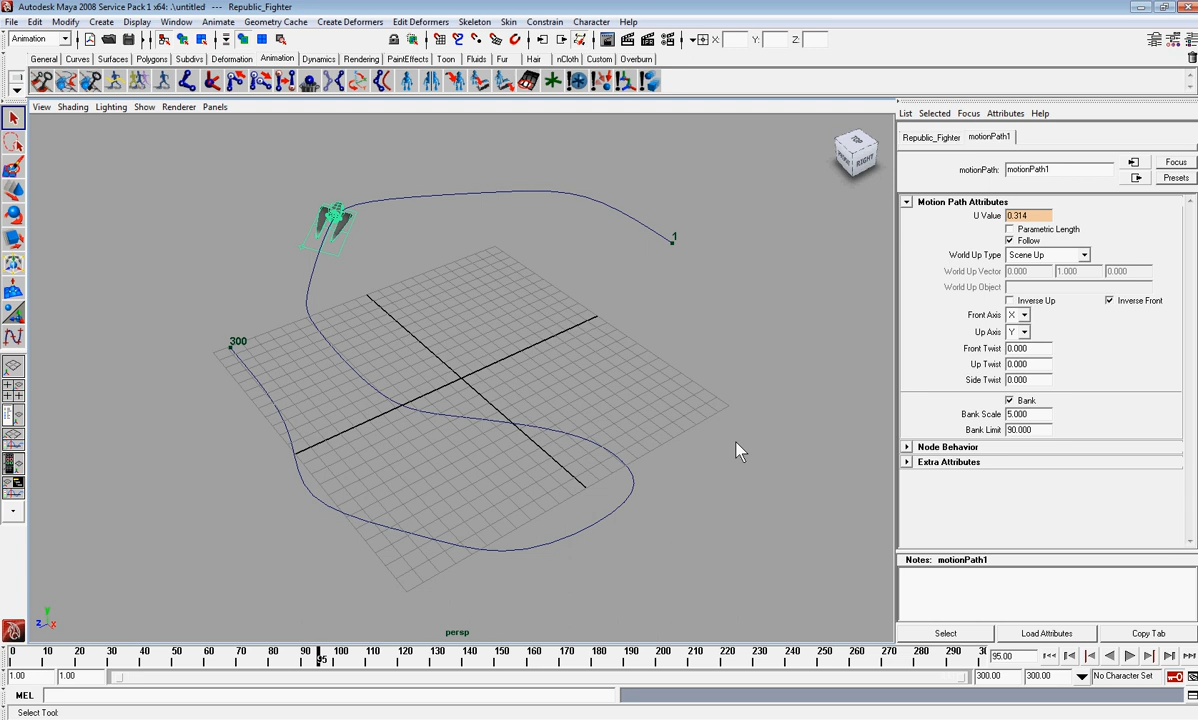 Autodesk Maya 2008 Service Pack 1 x64: .\untitled --- Republic_Fighter
File Edit Modify Create Display Window Animate Geometry Cache Create Deformers Edit Deformers Skeleton Skin Constrain Character Help
Animation X: Y: Z:
General Curves Surfaces Polygons Subdivs Deformation Animation Dynamics Rendering PaintEffects Toon Fluids Fur Hair nCloth Custom Overburn
View Shading Lighting Show Renderer Panels
List Selected Focus Attributes Help
Republic_Fighter motionPath1
motionPath: motionPath1
Focus
Presets
TOP
RIGHT
Motion Path Attributes
U Value 0.314
Parametric Length
Follow
World Up Type Scene Up
World Up Vector 0.000 1.000 0.000
World Up Object
Inverse Up Inverse Front
Front Axis X
Up Axis Y
Front Twist 0.000
Up Twist 0.000
Side Twist 0.000
Bank
Bank Scale 5.000
Bank Limit 90.000
Node Behavior
Extra Attributes
1
300
persp
Notes: motionPath1
Select Load Attributes Copy Tab
0 10 20 30 40 50 60 70 80 90 95 100 110 120 130 140 150 160 170 180 190 200 210 220 230 240 250 260 270 280 290 95.00
1.00 1.00 300.00 300.00 No Character Set
MEL
Select Tool: